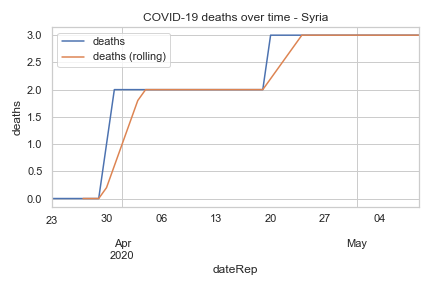 COVID-19 deaths over time - Syria
deaths
deaths (rolling)
deaths
3.0
2.5
2.0
1.5
1.0
0.5
0.0
23
30
06
13
20
27
04
Apr
2020
May
dateRep